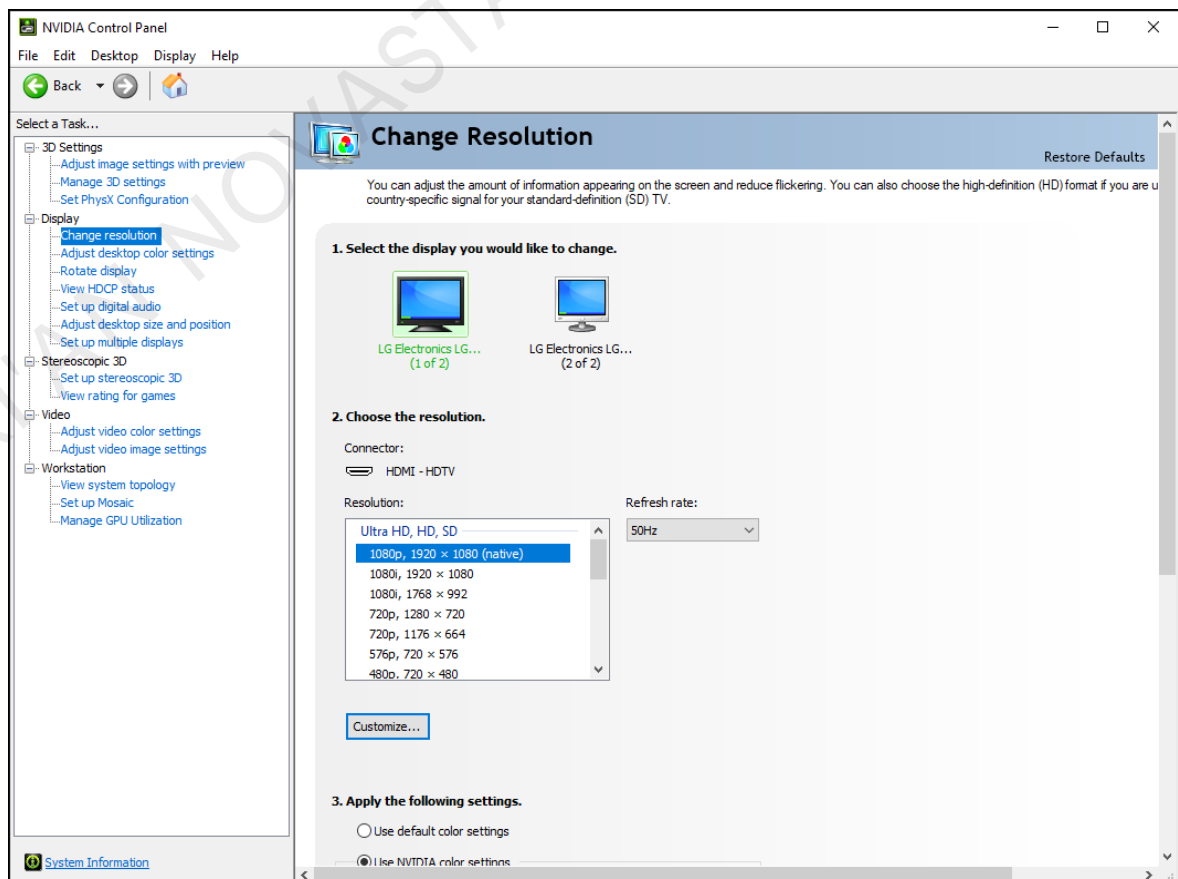 NVIDIA Control Panel
File Edit Desktop Display Help
Back
Select a Task...
3D Settings
Adjust image settings with preview
Manage 3D settings
Set PhysX Configuration
Display
Change resolution
Adjust desktop color settings
Rotate display
View HDCP status
Set up digital audio
Adjust desktop size and position
Set up multiple displays
Stereoscopic 3D
Set up stereoscopic 3D
View rating for games
Video
Adjust video color settings
Adjust video image settings
Workstation
View system topology
Set up Mosaic
Manage GPU Utilization
System Information
Change Resolution
Restore Defaults
You can adjust the amount of information appearing on the screen and reduce flickering. You can also choose the high-definition (HD) format if you are u
country-specific signal for your standard-definition (SD) TV.
1. Select the display you would like to change.
LG Electronics LG...
(1 of 2)
LG Electronics LG...
(2 of 2)
2. Choose the resolution.
Connector:
HDMI - HDTV
Resolution:
Refresh rate:
Ultra HD, HD, SD
50Hz
1080p, 1920 × 1080 (native)
1080i, 1920 × 1080
1080i, 1768 × 992
720p, 1280 × 720
720p, 1176 × 664
576p, 720 × 576
480p, 720 × 480
Customize...
3. Apply the following settings.
Use default color settings
Use NVIDIA color settings